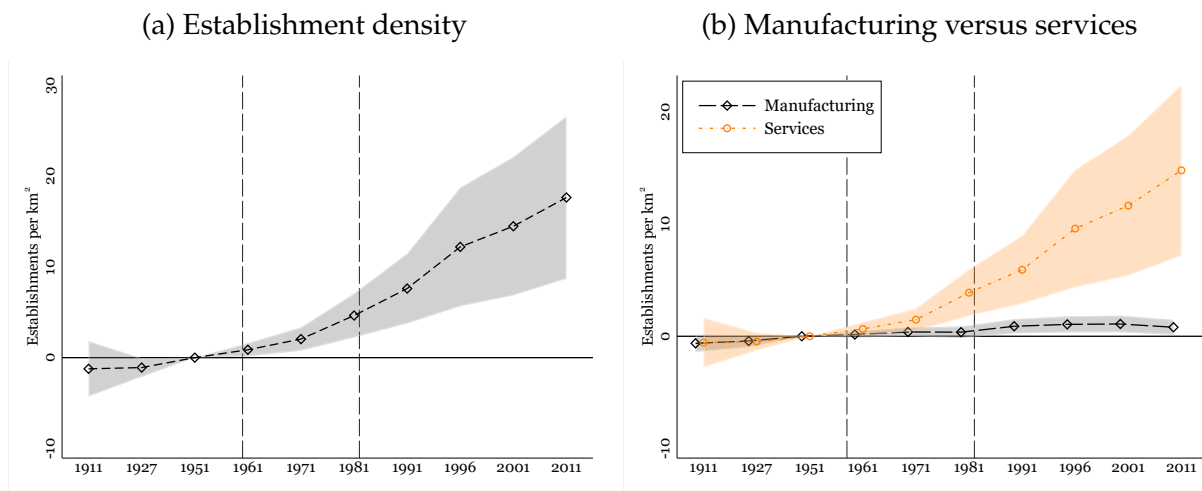 (a) Establishment density
Establishments per km²
30
20
10
0
-10
1911 1927 1951 1961 1971 1981 1991 1996 2001 2011
(b) Manufacturing versus services
Manufacturing
Services
Establishments per km²
20
10
0
-10
1911 1927 1951 1961 1971 1981 1991 1996 2001 2011